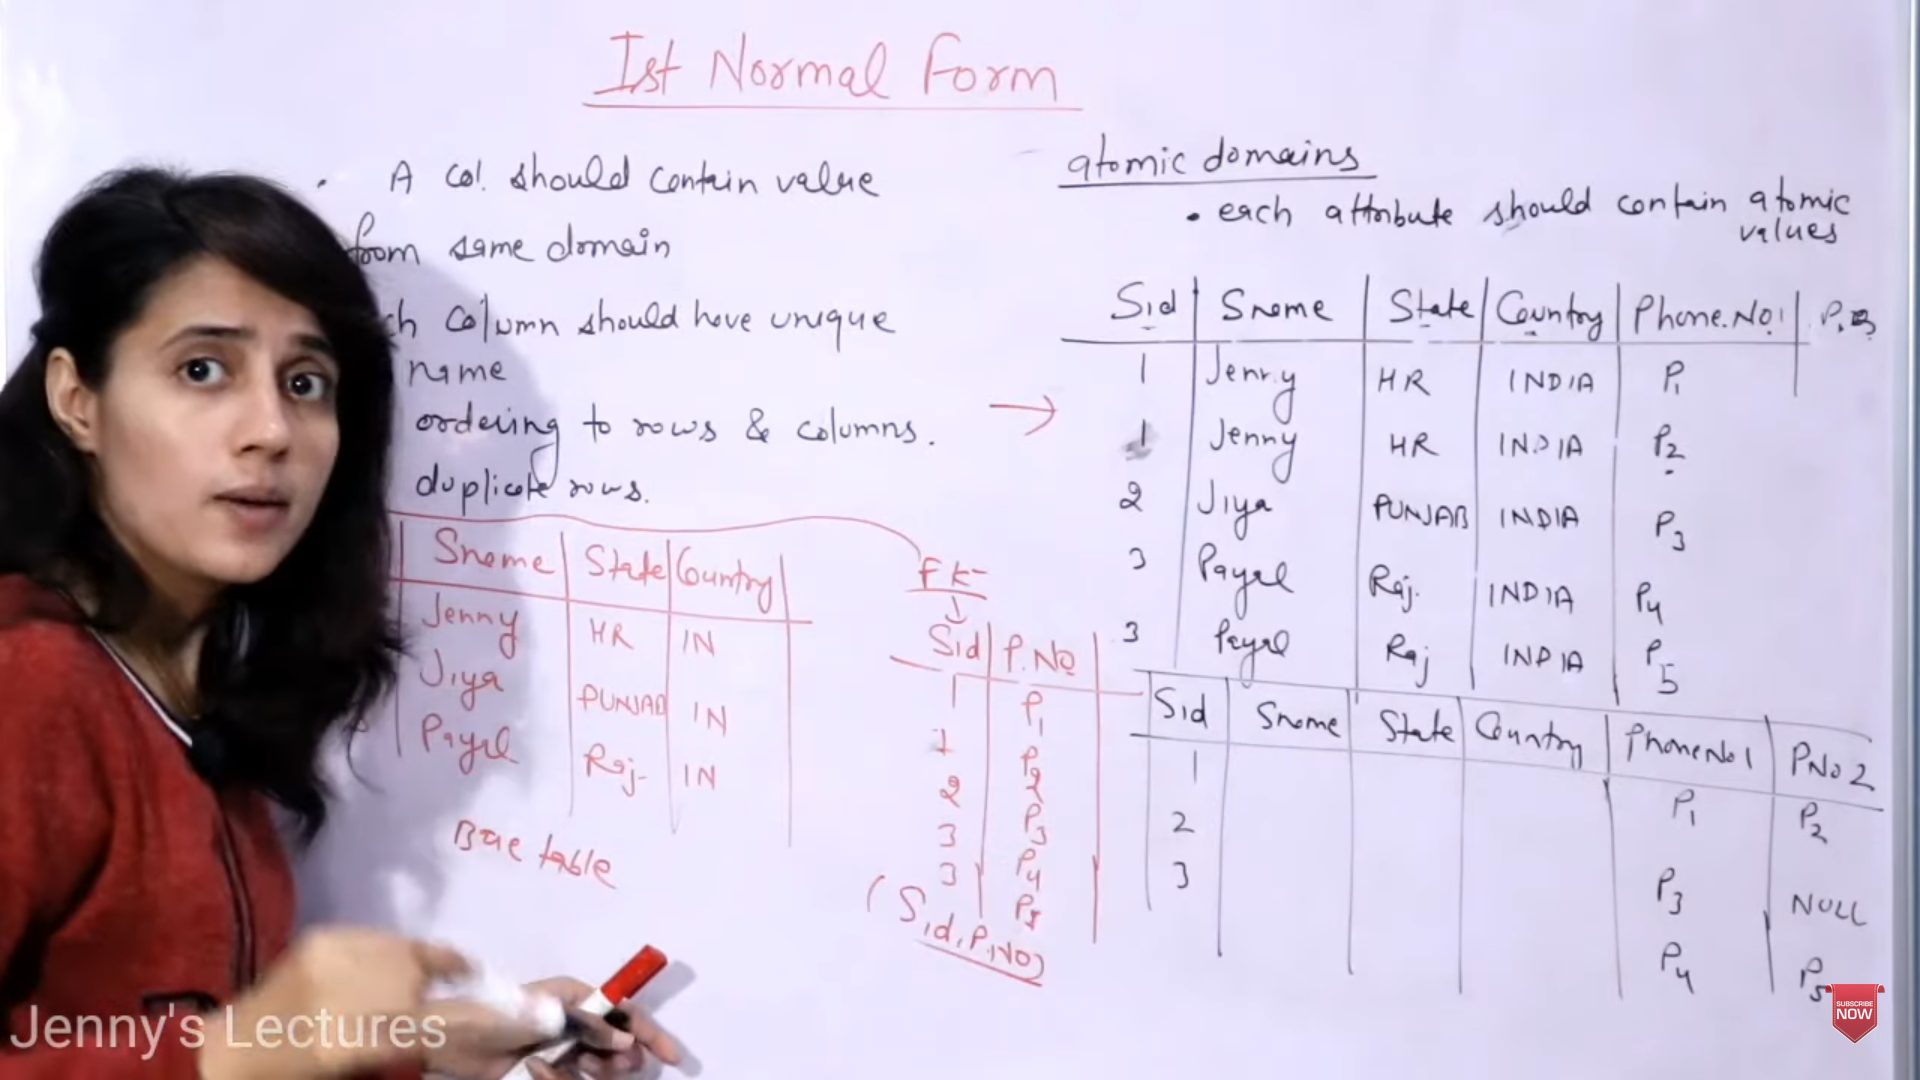 Ist Normal Form
• A Col. should contain value
from same domain
ch column should have unique
name
ordering to rows & columns.
duplicate rows.
Sname State Country
Jenny HR IN
Jiya PUNJAB IN
Payal Raj- IN
Base table
FK-
Sid P.No
1 P1
1 P2
2 P3
3 P4
3 P5
(Sid, P.No)
atomic domains
• each attribute should contain atomic
values
Sid Sname State Country Phone.No1
1 Jenny HR INDIA P1
1 Jenny HR INDIA P2
2 Jiya PUNJAB INDIA P3
3 Payal Raj. INDIA P4
3 Payal Raj INDIA P5
Sid Sname State Country PhoneNo1 PNo2
1 P1 P2
2 P3 NULL
3 P4 P5
Jenny's Lectures
SUBSCRIBE
NOW